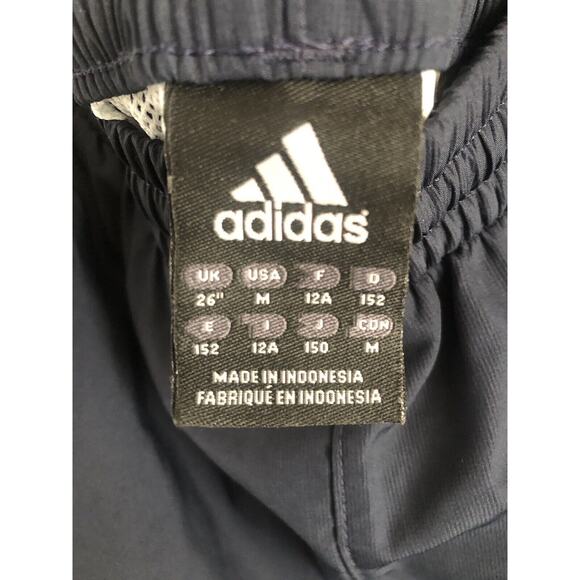 adidas
UK USA F D
26" M 12A 152
E I J CDN
152 12A 150 M
MADE IN INDONESIA
FABRIQUÉ EN INDONESIA